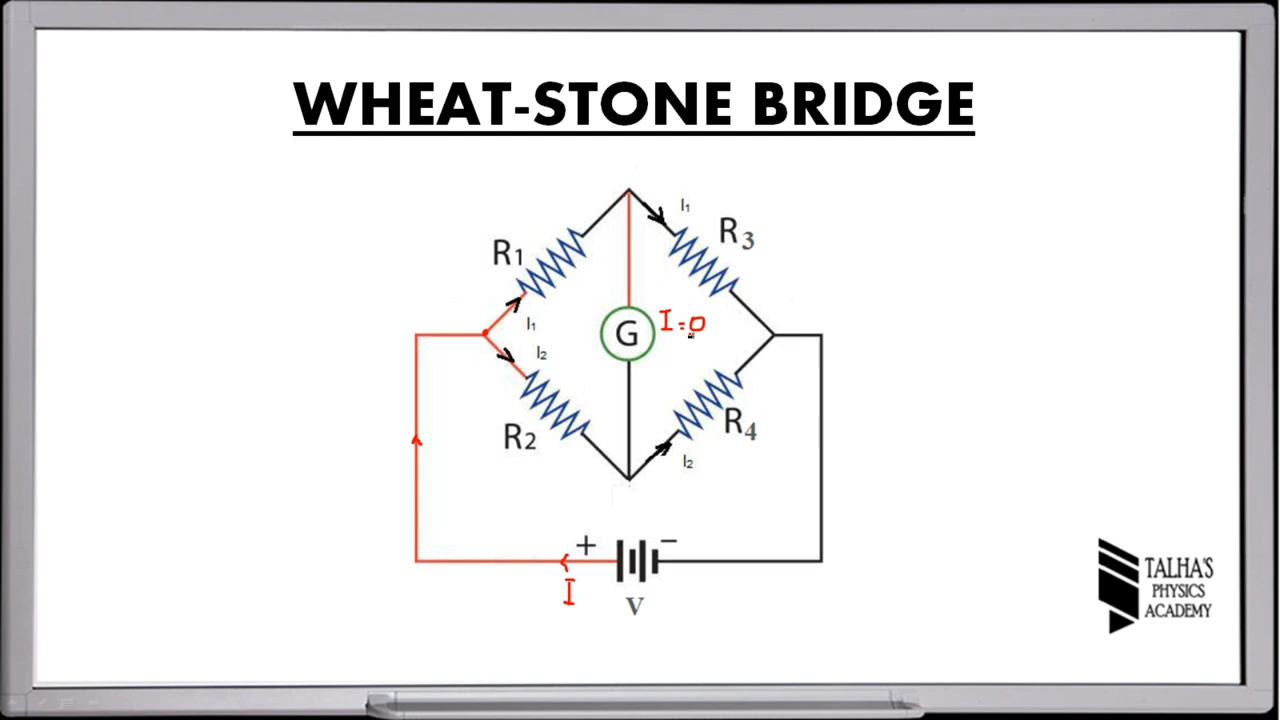 WHEAT-STONE BRIDGE
I₁
R₃
R₁
I₁
G
I=0
I₂
R₂
R₄
I₂
+
−
I
V
TALHA'S
PHYSICS
ACADEMY